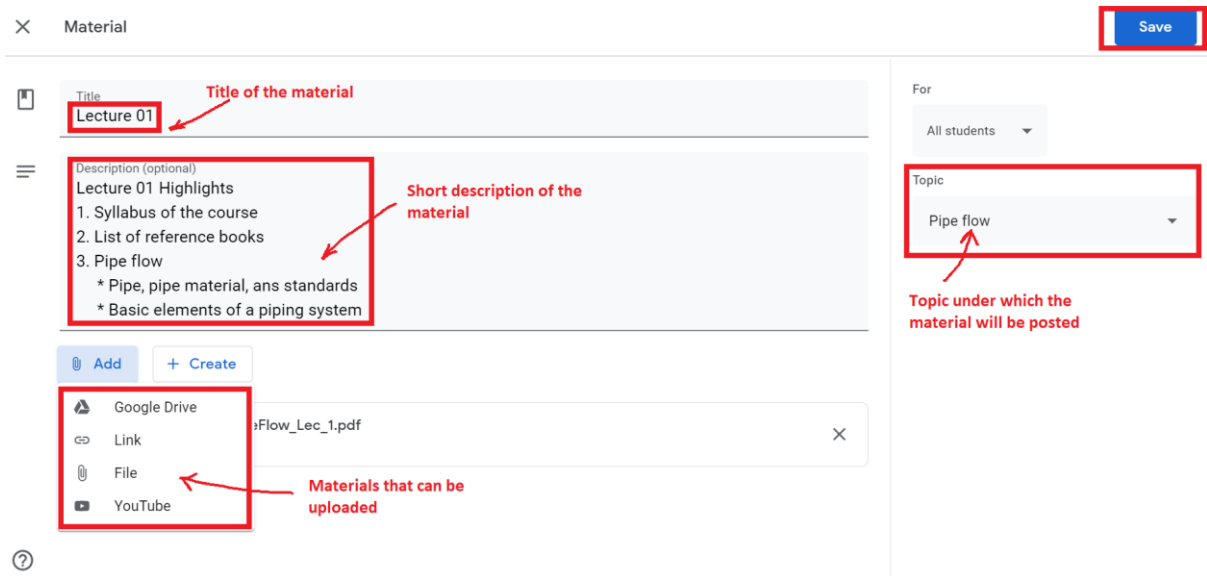 Material
Save
Title
Title of the material
Lecture 01
For
All students
Description (optional)
Lecture 01 Highlights
1. Syllabus of the course
2. List of reference books
3. Pipe flow
* Pipe, pipe material, ans standards
* Basic elements of a piping system
Short description of the
material
Topic
Pipe flow
Topic under which the
material will be posted
Add
+ Create
Google Drive
Link
File
YouTube
eFlow_Lec_1.pdf
Materials that can be
uploaded